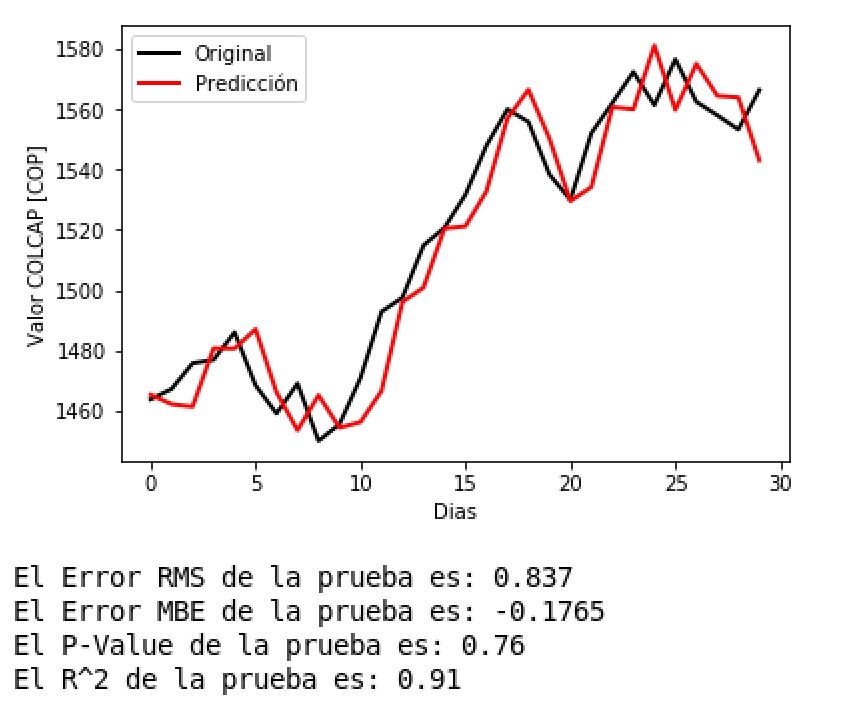 1580
1560
1540
1520
1500
1480
1460
Valor COLCAP [COP]
Original
Predicción
0 5 10 15 20 25 30
Dias
El Error RMS de la prueba es: 0.837
El Error MBE de la prueba es: -0.1765
El P-Value de la prueba es: 0.76
El R^2 de la prueba es: 0.91